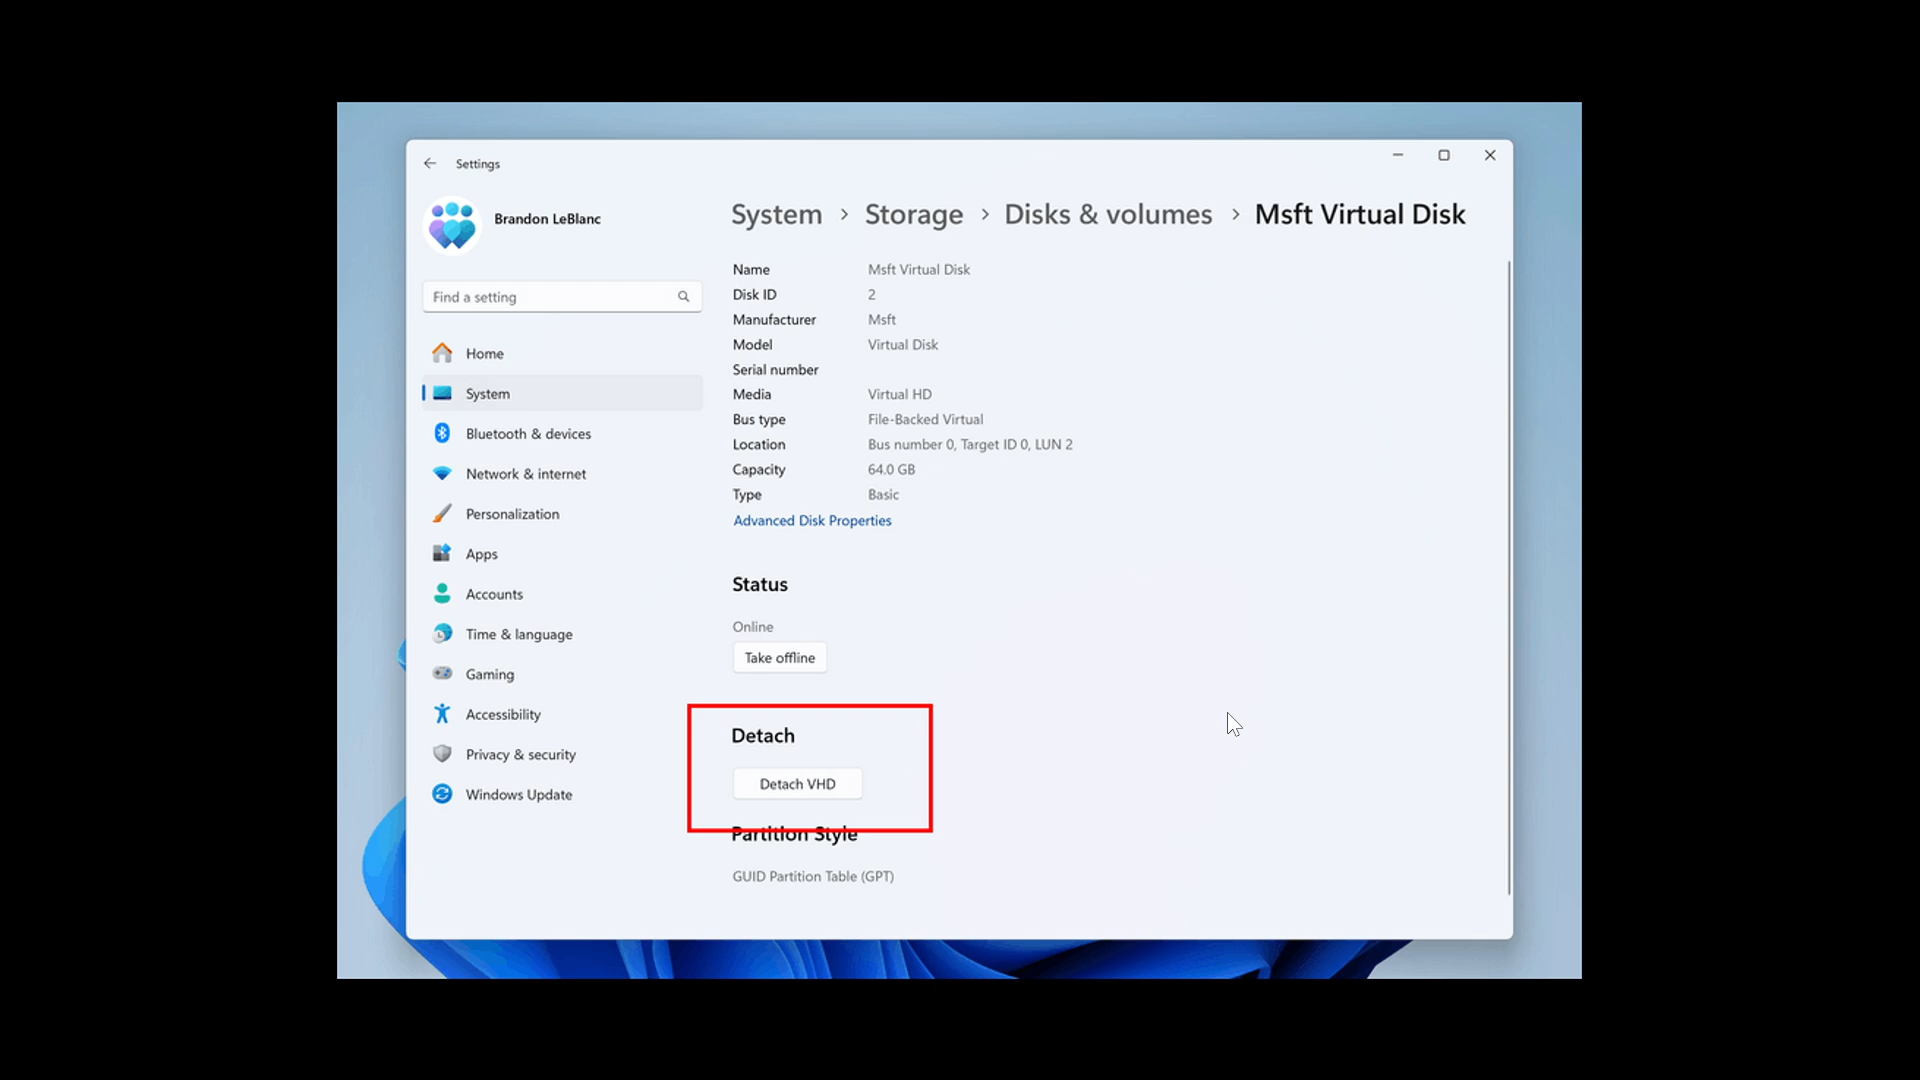 Settings
Brandon LeBlanc
Find a setting
Home
System
Bluetooth & devices
Network & internet
Personalization
Apps
Accounts
Time & language
Gaming
Accessibility
Privacy & security
Windows Update
System > Storage > Disks & volumes > Msft Virtual Disk
Name Msft Virtual Disk
Disk ID 2
Manufacturer Msft
Model Virtual Disk
Serial number
Media Virtual HD
Bus type File-Backed Virtual
Location Bus number 0, Target ID 0, LUN 2
Capacity 64.0 GB
Type Basic
Advanced Disk Properties
Status
Online
Take offline
Detach
Detach VHD
Partition Style
GUID Partition Table (GPT)